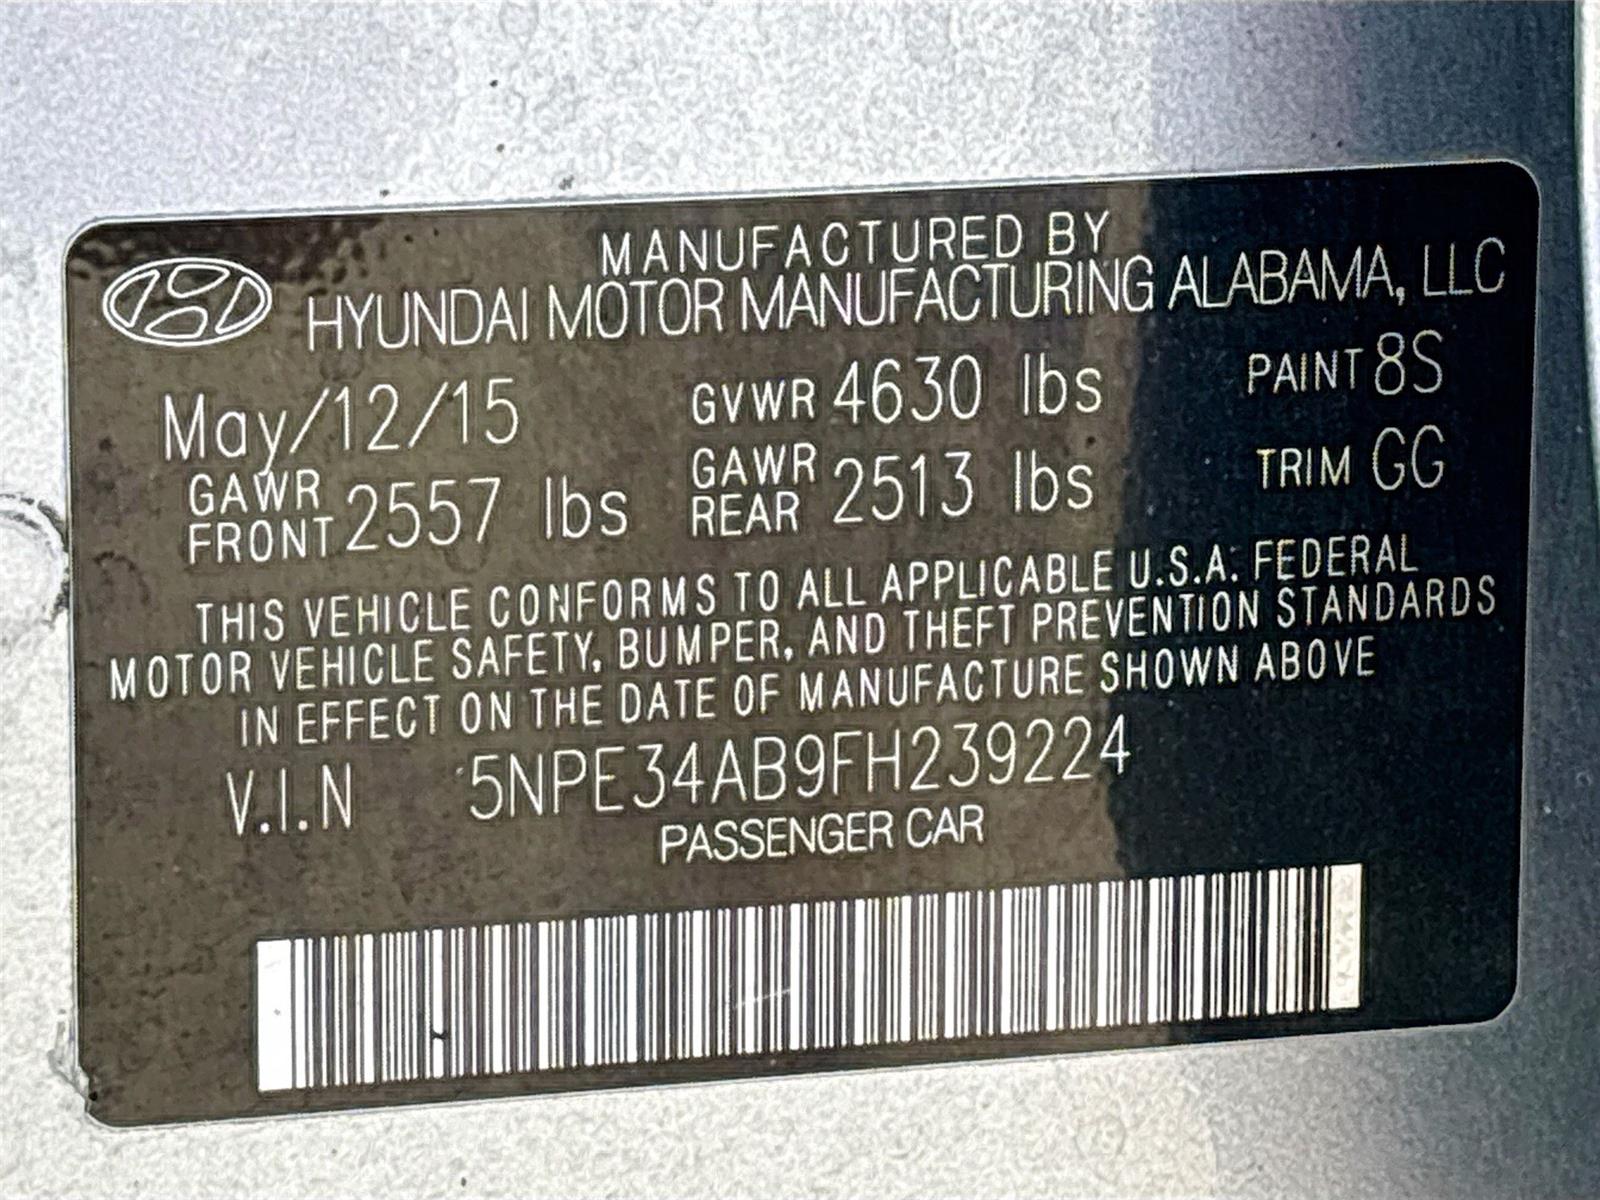 MANUFACTURED BY
HYUNDAI MOTOR MANUFACTURING ALABAMA, LLC
May/12/15 GVWR 4630 lbs PAINT 8S
GAWR FRONT 2557 lbs GAWR REAR 2513 lbs TRIM GG
THIS VEHICLE CONFORMS TO ALL APPLICABLE U.S.A. FEDERAL
MOTOR VEHICLE SAFETY, BUMPER, AND THEFT PREVENTION STANDARDS
IN EFFECT ON THE DATE OF MANUFACTURE SHOWN ABOVE
V.I.N 5NPE34AB9FH239224
PASSENGER CAR